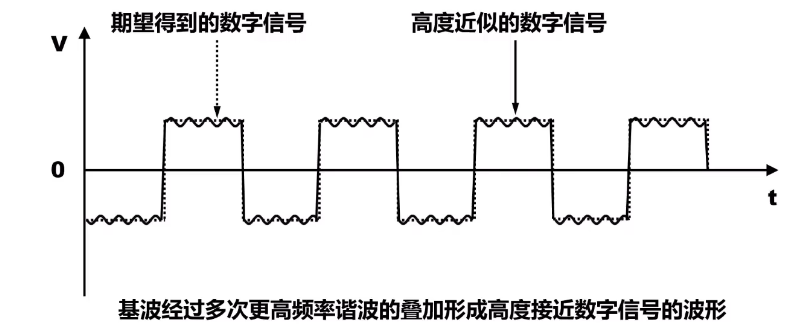 期望得到的数字信号
高度近似的数字信号
V
0
t
基波经过多次更高频率谐波的叠加形成高度接近数字信号的波形